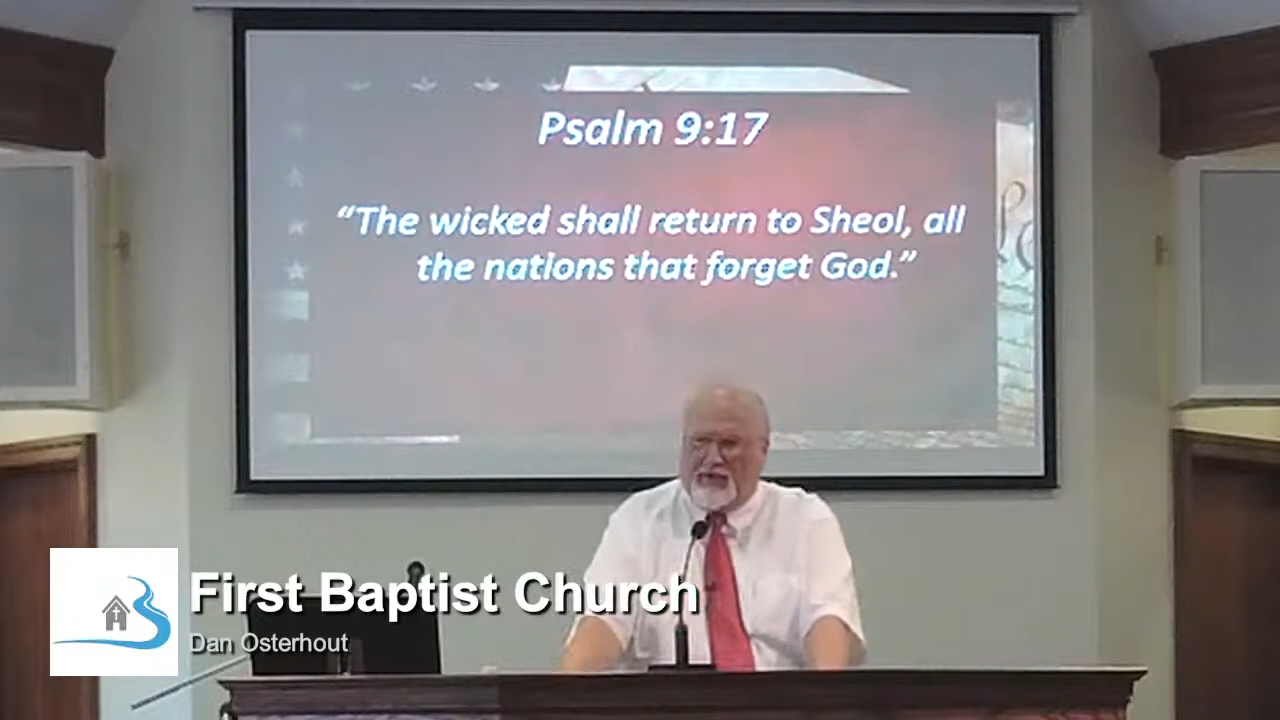 Psalm 9:17
“The wicked shall return to Sheol, all
the nations that forget God.”
First Baptist Church
Dan Osterhout